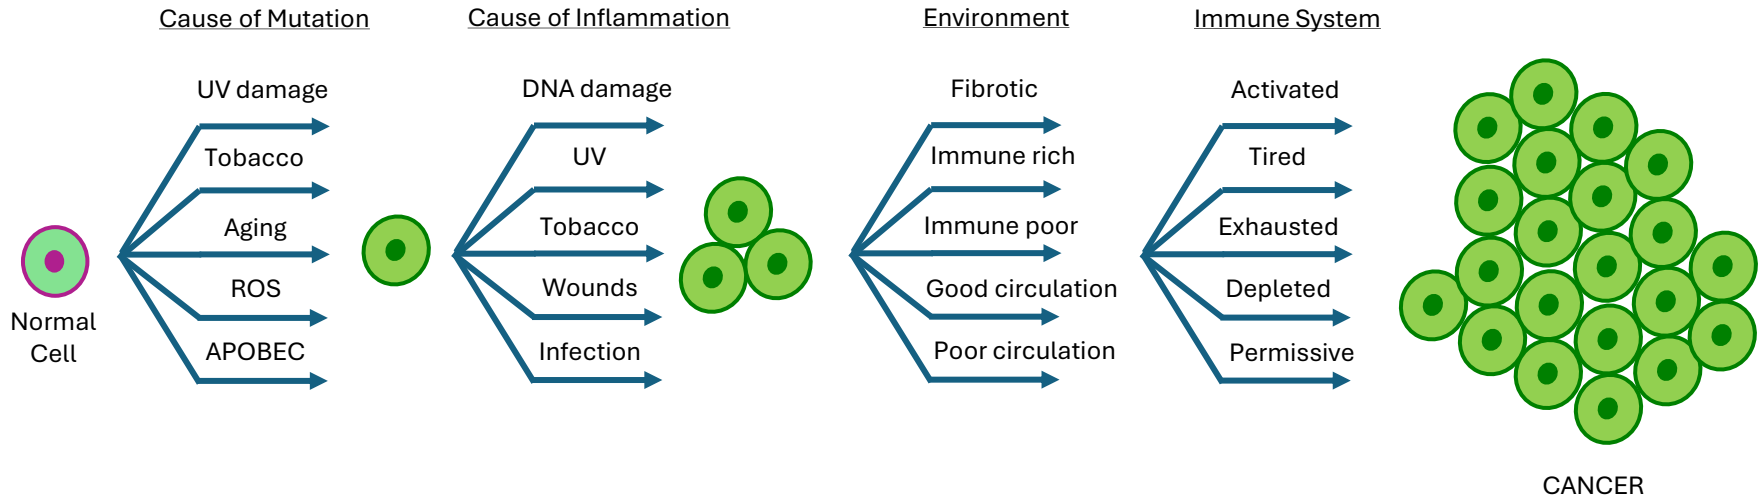 Cause of Mutation
Cause of Inflammation
Environment
Immune System
UV damage
Tobacco
Aging
ROS
APOBEC
Normal
Cell
DNA damage
UV
Tobacco
Wounds
Infection
Fibrotic
Immune rich
Immune poor
Good circulation
Poor circulation
Activated
Tired
Exhausted
Depleted
Permissive
CANCER